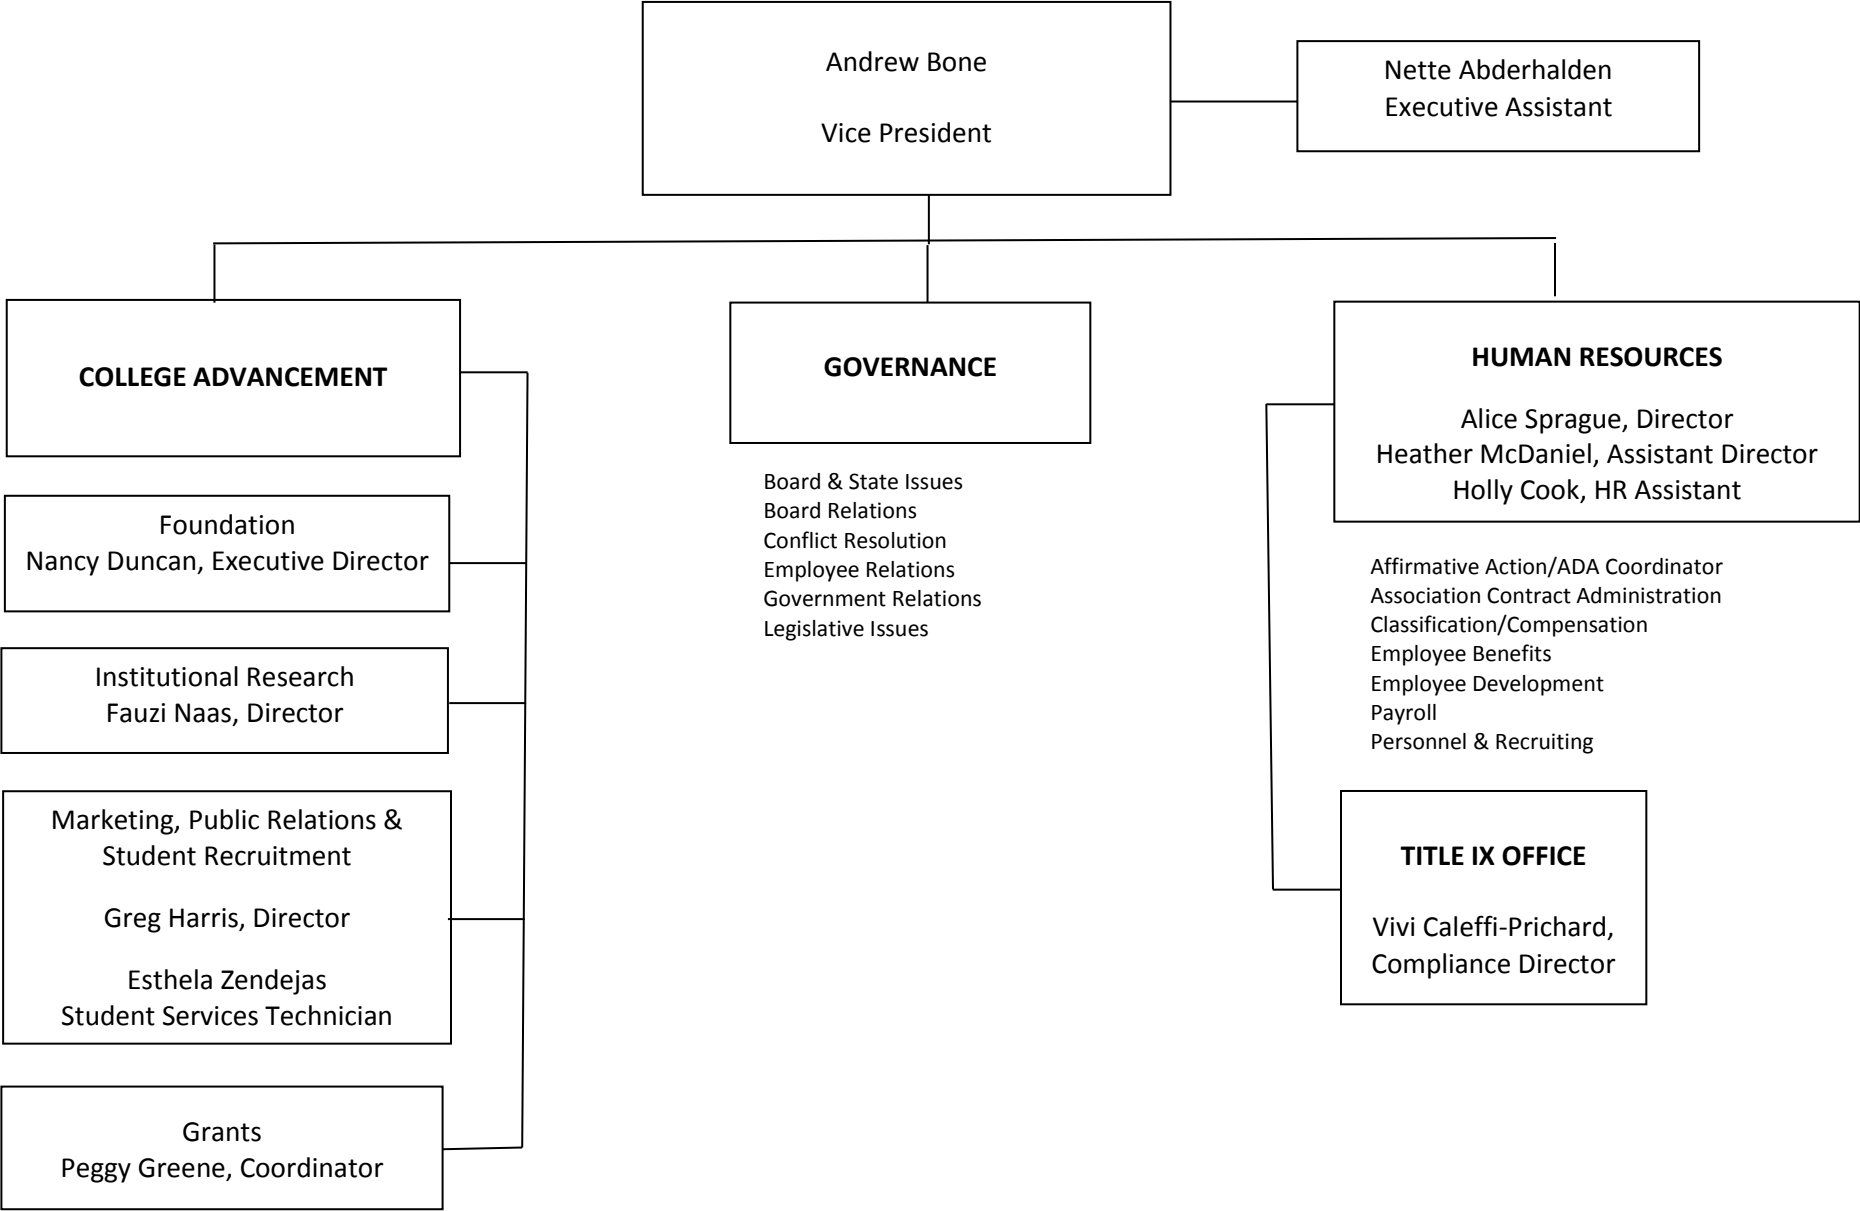 Andrew Bone
Vice President
Nette Abderhalden
Executive Assistant
COLLEGE ADVANCEMENT
Foundation
Nancy Duncan, Executive Director
Institutional Research
Fauzi Naas, Director
Marketing, Public Relations &
Student Recruitment
Greg Harris, Director
Esthela Zendejas
Student Services Technician
Grants
Peggy Greene, Coordinator
GOVERNANCE
Board & State Issues
Board Relations
Conflict Resolution
Employee Relations
Government Relations
Legislative Issues
HUMAN RESOURCES
Alice Sprague, Director
Heather McDaniel, Assistant Director
Holly Cook, HR Assistant
Affirmative Action/ADA Coordinator
Association Contract Administration
Classification/Compensation
Employee Benefits
Employee Development
Payroll
Personnel & Recruiting
TITLE IX OFFICE
Vivi Caleffi-Prichard,
Compliance Director